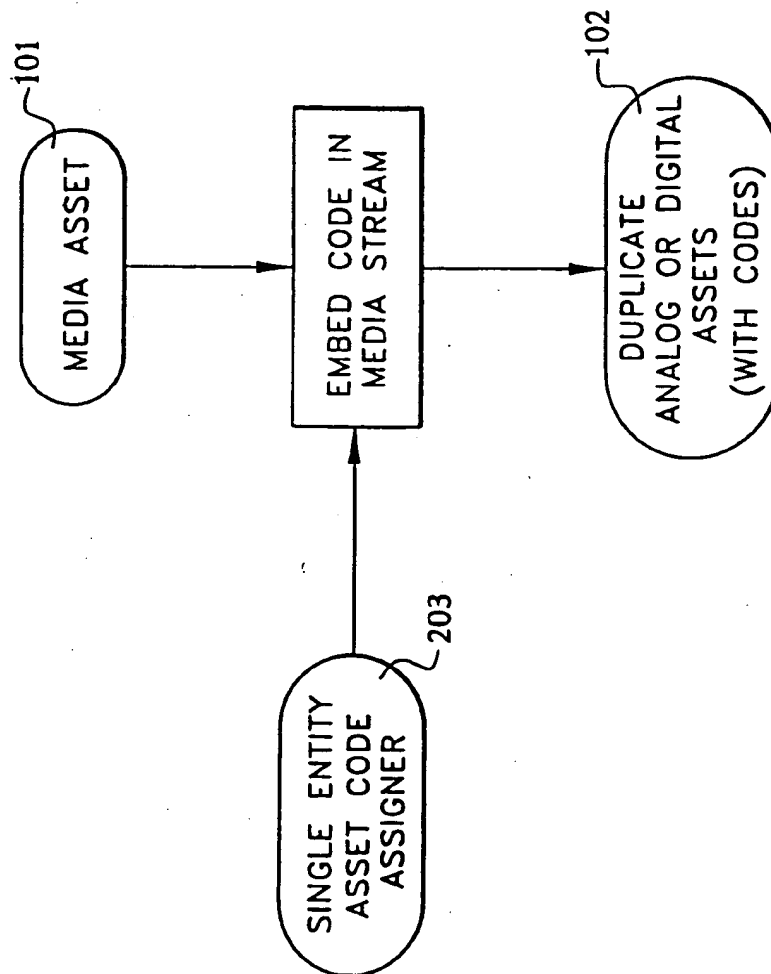 101
MEDIA ASSET
EMBED CODE IN
MEDIA STREAM
SINGLE ENTITY
ASSET CODE
ASSIGNER
203
102
DUPLICATE
ANALOG OR DIGITAL
ASSETS
(WITH CODES)